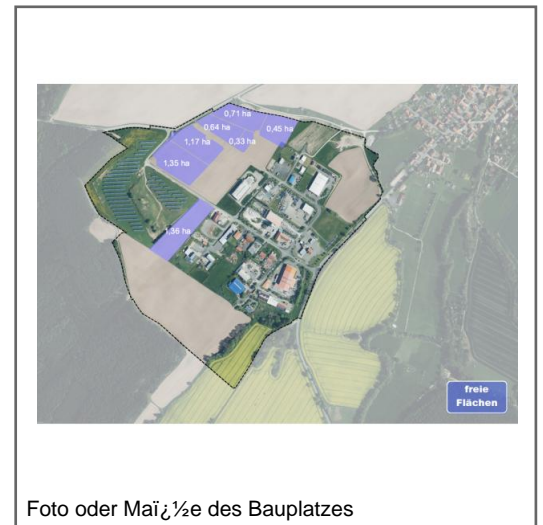 0,71 ha
0,64 ha
0,45 ha
1,17 ha
0,33 ha
1,35 ha
1,36 ha
freie
Flächen
Foto oder Maï¿½e des Bauplatzes